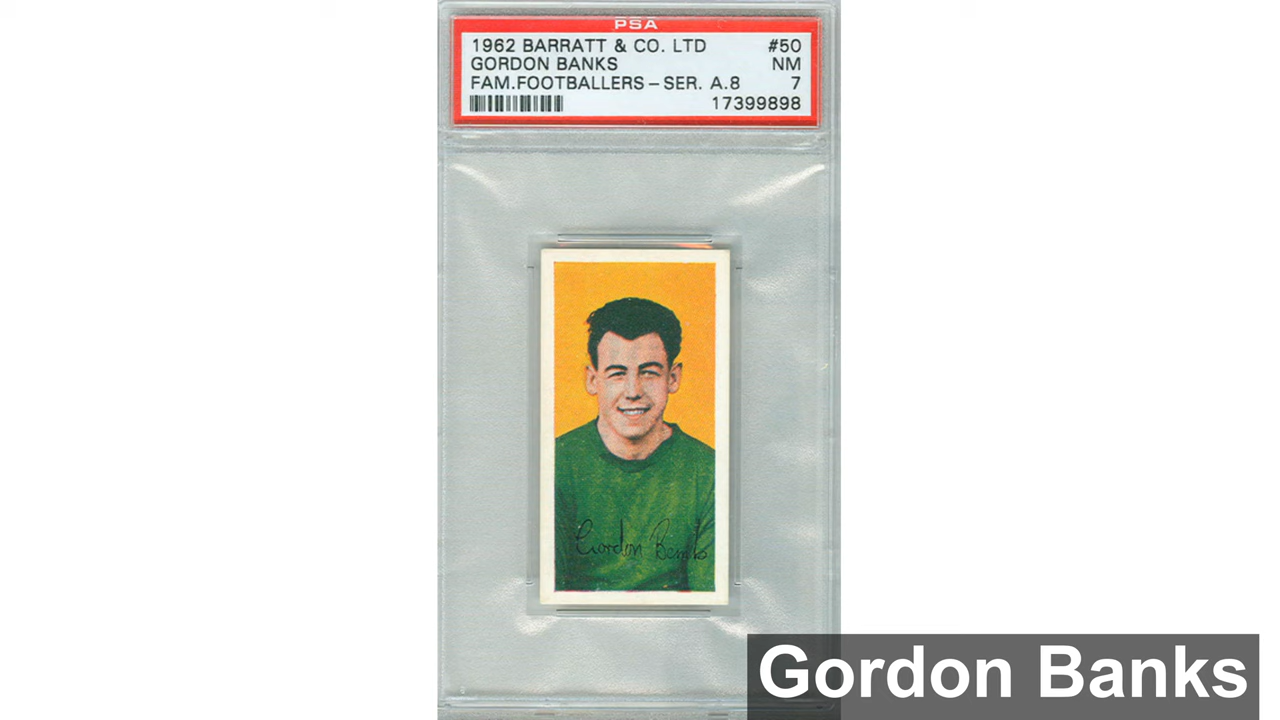 PSA
1962 BARRATT & CO. LTD #50
GORDON BANKS NM
FAM.FOOTBALLERS – SER. A.8 7
17399898
Gordon Banks
Gordon Banks